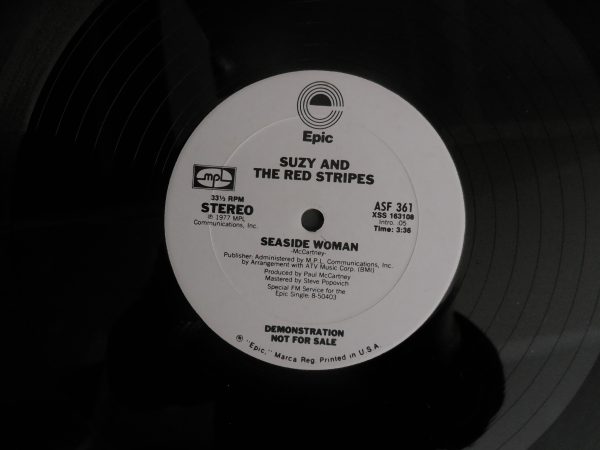 Epic
SUZY AND
THE RED STRIPES
MPL
33⅓ RPM
STEREO
℗ 1977 MPL
Communications, Inc.
ASF 361
XSS 163108
Intro. :05
Time: 3:36
SEASIDE WOMAN
-McCartney-
Publisher: Administered by M.P.L. Communications, Inc.
by Arrangement with ATV Music Corp. (BMI)
Produced by Paul McCartney
Mastered by Steve Popovich
Special FM Service for the
Epic Single: 8-50403
DEMONSTRATION
NOT FOR SALE
® "Epic," Marca Reg. Printed in U.S.A.